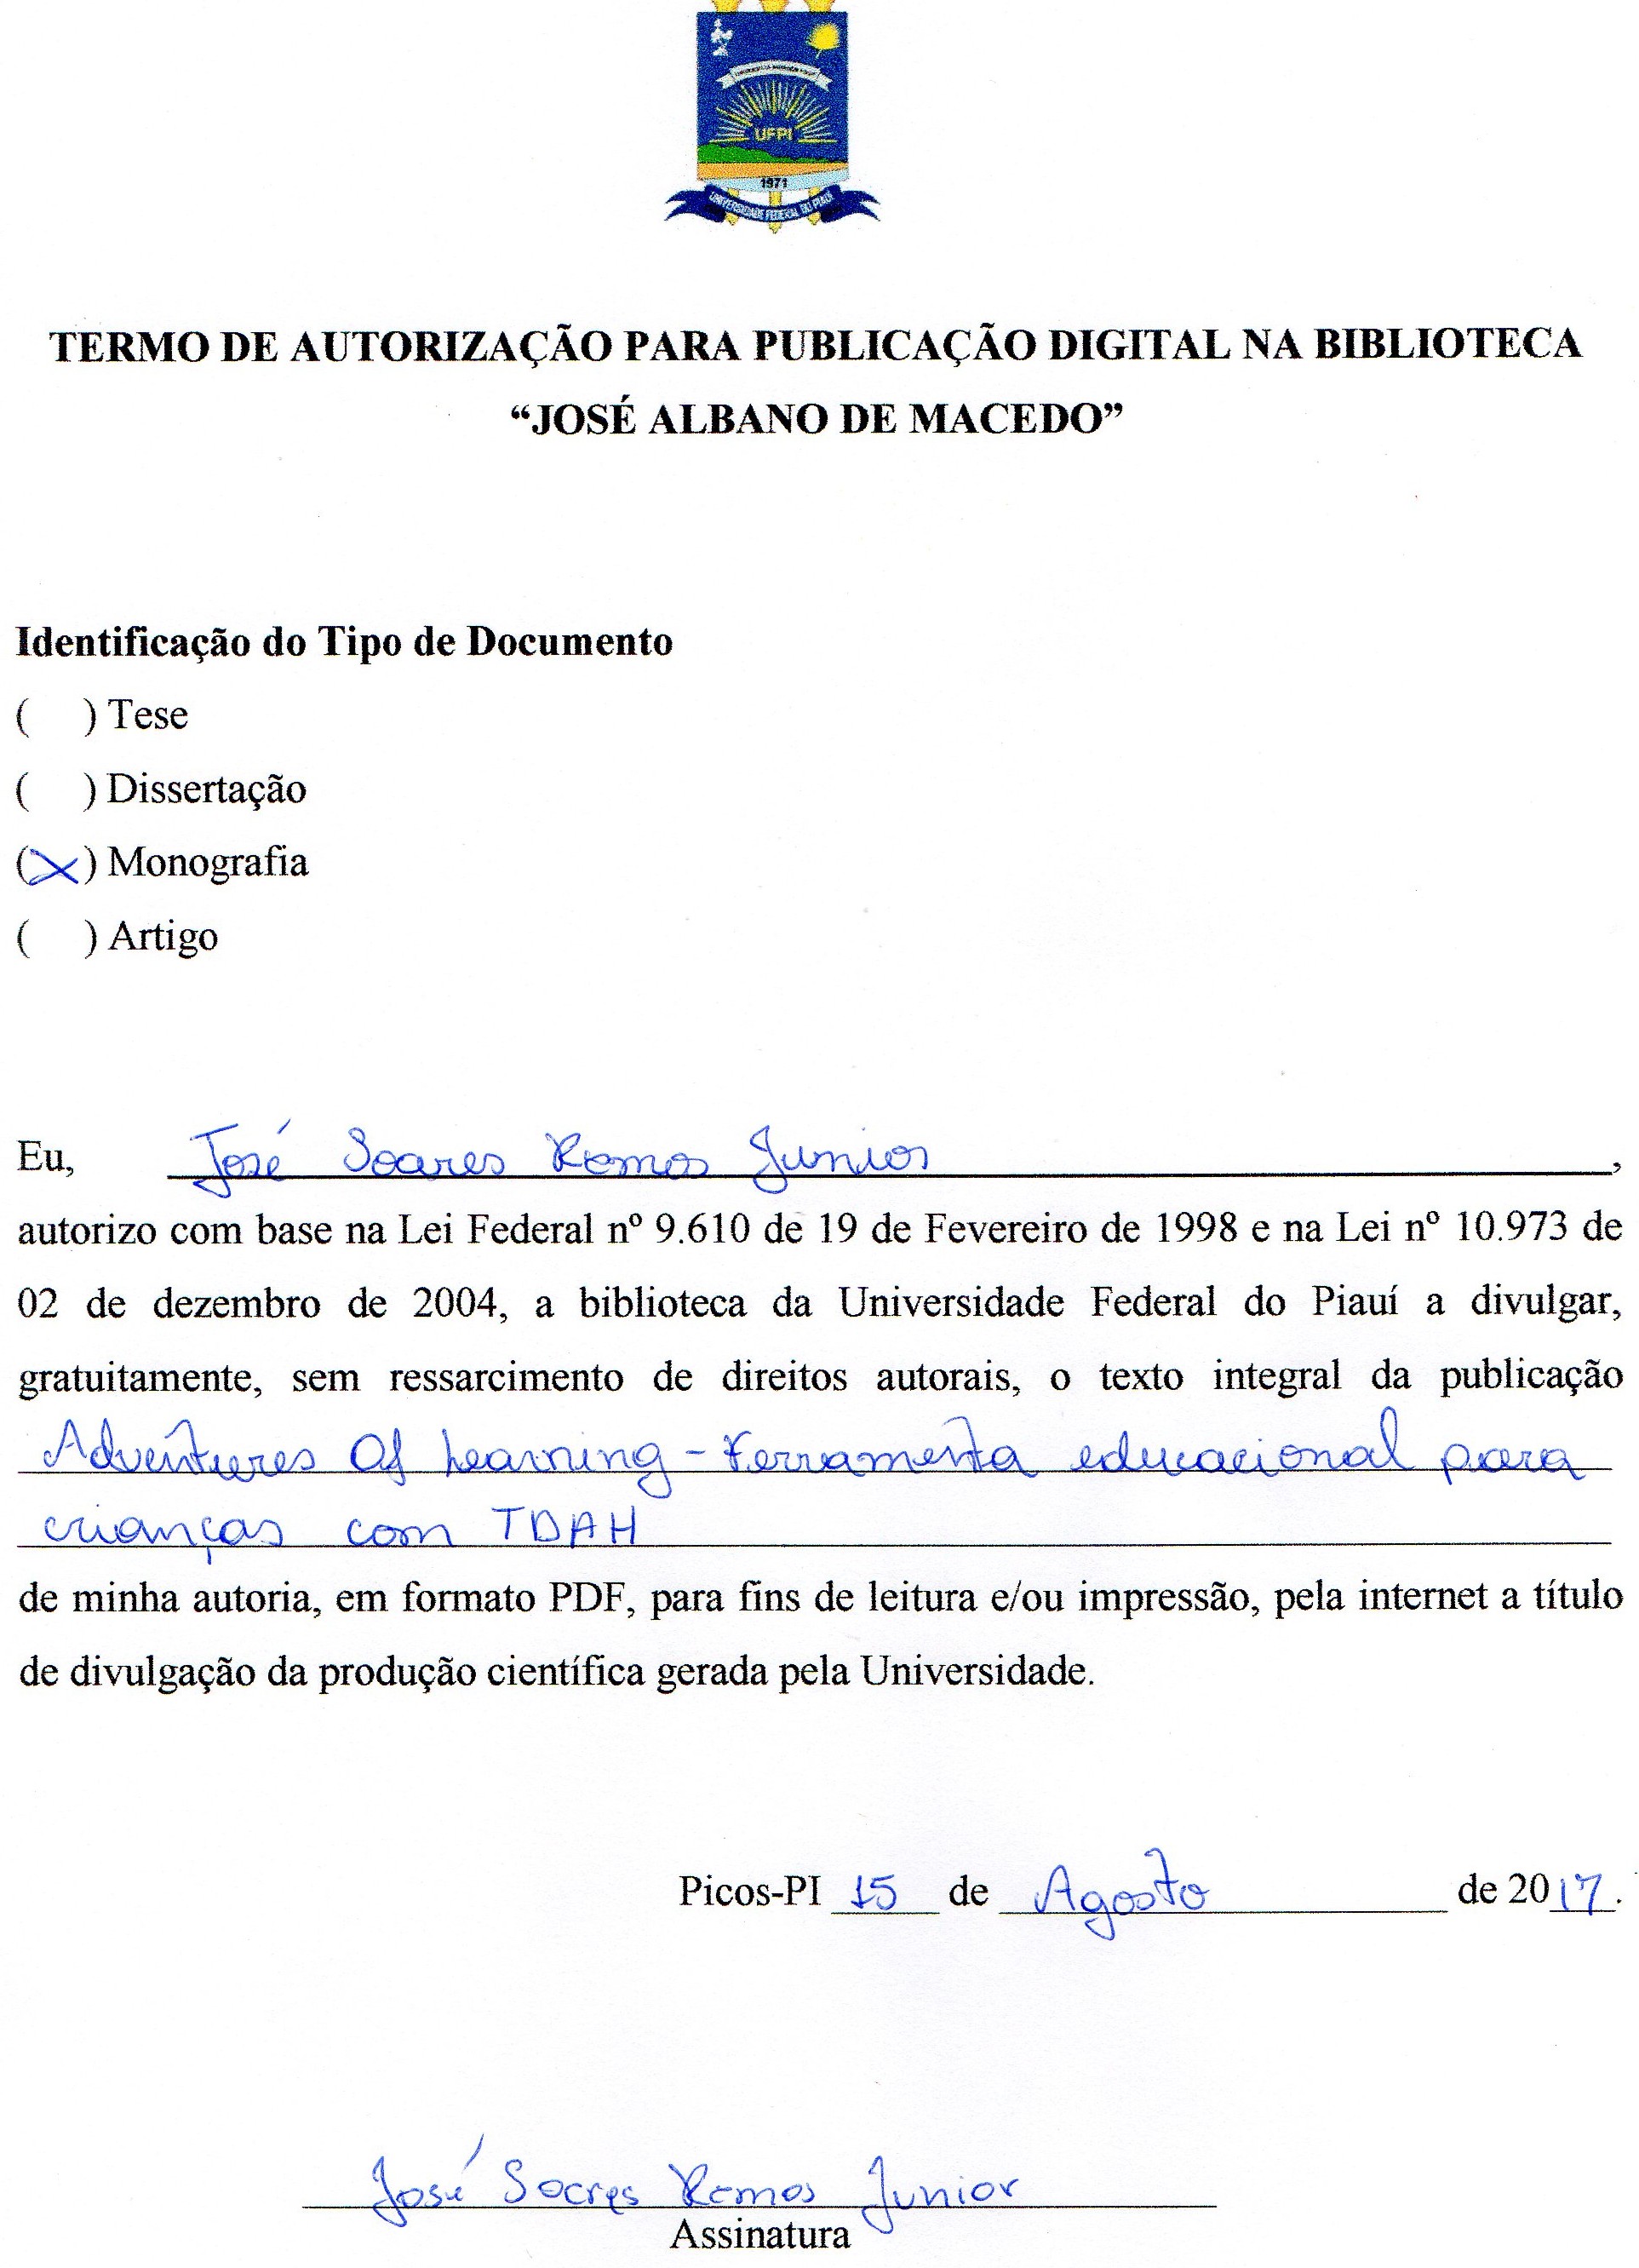 UFPI
1971
UNIVERSIDADE FEDERAL DO PIAUÍ
TERMO DE AUTORIZAÇÃO PARA PUBLICAÇÃO DIGITAL NA BIBLIOTECA
“JOSÉ ALBANO DE MACEDO”
Identificação do Tipo de Documento
( ) Tese
( ) Dissertação
(X) Monografia
( ) Artigo
Eu, José Soares Ramos Junior,
autorizo com base na Lei Federal nº 9.610 de 19 de Fevereiro de 1998 e na Lei nº 10.973 de
02 de dezembro de 2004, a biblioteca da Universidade Federal do Piauí a divulgar,
gratuitamente, sem ressarcimento de direitos autorais, o texto integral da publicação
Adventures Of Learning - Ferramenta educacional para
crianças com TDAH
de minha autoria, em formato PDF, para fins de leitura e/ou impressão, pela internet a título
de divulgação da produção científica gerada pela Universidade.
Picos-PI 15 de Agosto de 2017.
José Soares Ramos Junior
Assinatura